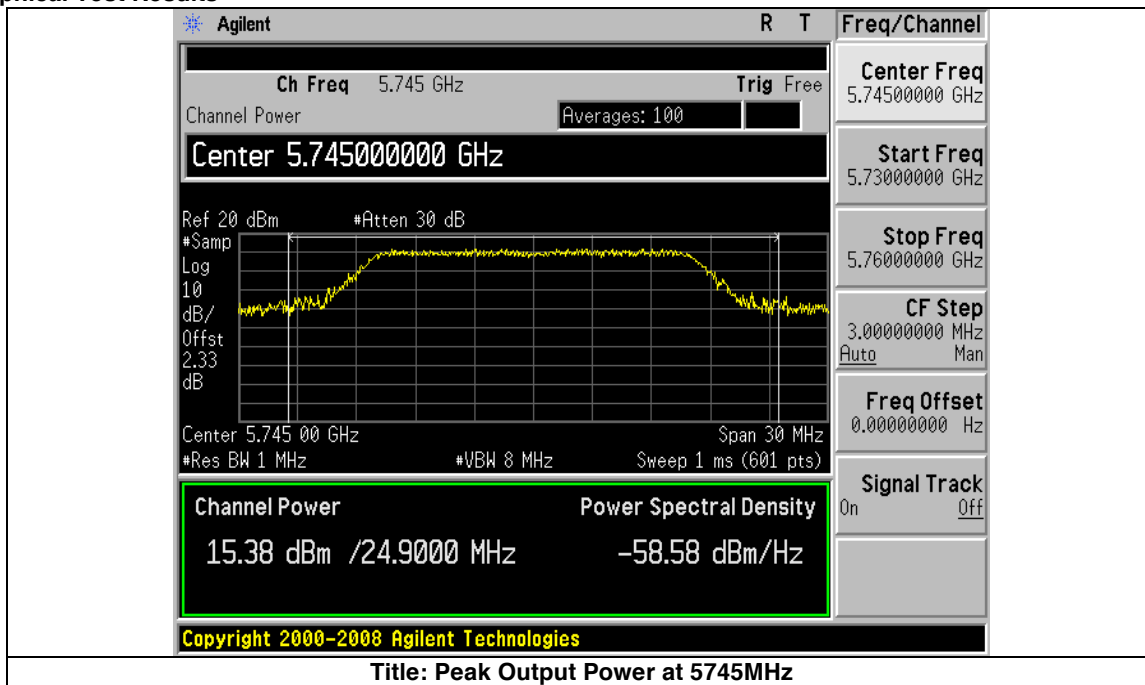 phical Test Results
Agilent R T Freq/Channel
Ch Freq 5.745 GHz Trig Free
Channel Power Averages: 100
Center 5.745000000 GHz
Ref 20 dBm #Atten 30 dB
#Samp
Log
10
dB/
Offst
2.33
dB
Center 5.745 00 GHz Span 30 MHz
#Res BW 1 MHz #VBW 8 MHz Sweep 1 ms (601 pts)
Channel Power Power Spectral Density
15.38 dBm /24.9000 MHz -58.58 dBm/Hz
Copyright 2000-2008 Agilent Technologies
Center Freq
5.74500000 GHz
Start Freq
5.73000000 GHz
Stop Freq
5.76000000 GHz
CF Step
3.00000000 MHz
Auto Man
Freq Offset
0.00000000 Hz
Signal Track
On Off
Title: Peak Output Power at 5745MHz